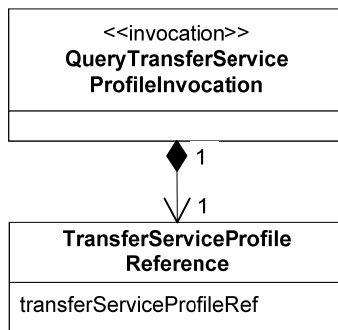 <<invocation>>
QueryTransferService
ProfileInvocation
1
1
TransferServiceProfile
Reference
transferServiceProfileRef